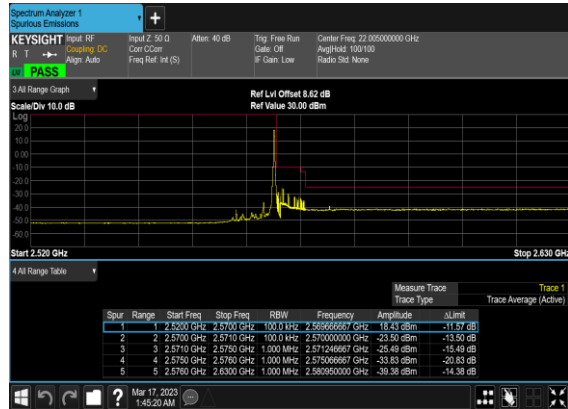 Spectrum Analyzer 1
Spurious Emissions
+
KEYSIGHT Input: RF Input Z: 50 Ω Atten: 40 dB Trig: Free Run Center Freq: 22.005000000 GHz
R T Coupling: DC Corr CCorr Gate: Off Avg|Hold: 100/100
Align: Auto Freq Ref: Int (S) IF Gain: Low Radio Std: None
PASS
3 All Range Graph
Ref Lvl Offset 8.62 dB
Scale/Div 10.0 dB Ref Value 30.00 dBm
Log
20.0
10.0
0.00
-10.0
-20.0
-30.0
-40.0
-50.0
-60.0
Start 2.520 GHz Stop 2.630 GHz
4 All Range Table
Measure Trace Trace 1
Trace Type Trace Average (Active)
Spur Range Start Freq Stop Freq RBW Frequency Amplitude ΔLimit
1 1 2.5200 GHz 2.5700 GHz 100.0 kHz 2.569666667 GHz 18.43 dBm -11.57 dB
2 2 2.5700 GHz 2.5710 GHz 100.0 kHz 2.570000000 GHz -23.50 dBm -13.50 dB
3 3 2.5710 GHz 2.5750 GHz 1.000 MHz 2.571246667 GHz -25.49 dBm -15.49 dB
4 4 2.5750 GHz 2.5760 GHz 1.000 MHz 2.575066667 GHz -33.83 dBm -20.83 dB
5 5 2.5760 GHz 2.6300 GHz 1.000 MHz 2.580950000 GHz -39.38 dBm -14.38 dB
? Mar 17, 2023
1:45:20 AM